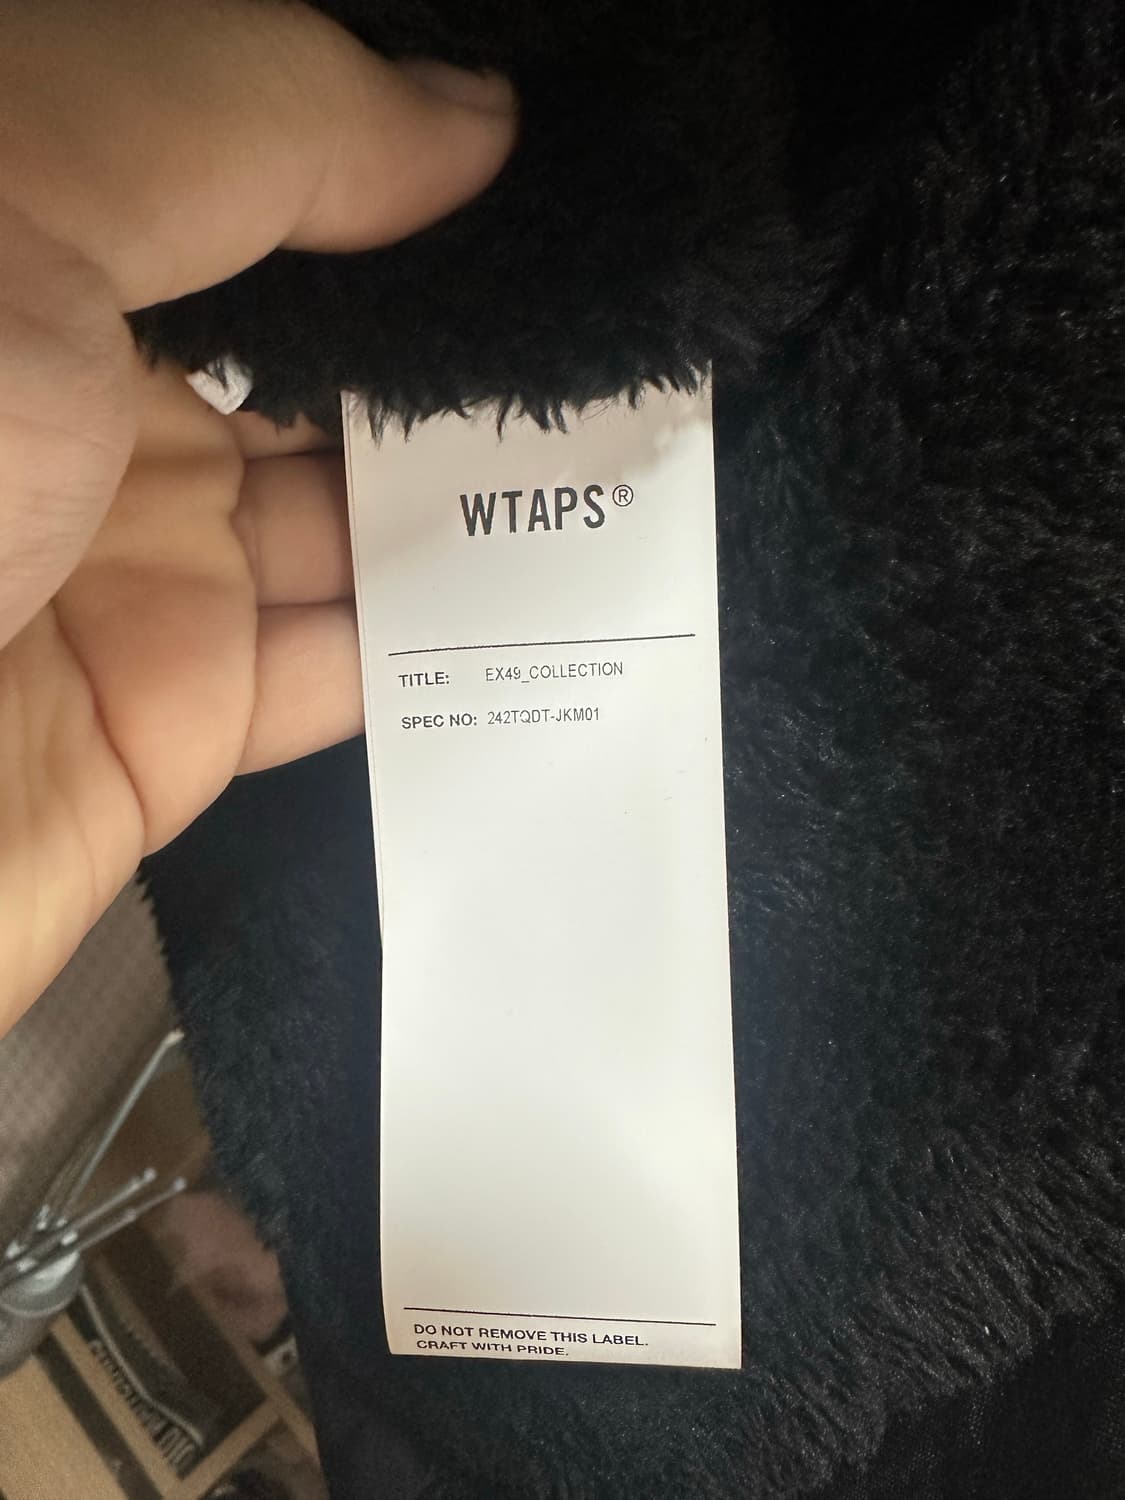 WTAPS®
TITLE: EX49_COLLECTION
SPEC NO: 242TQDT-JKM01
DO NOT REMOVE THIS LABEL.
CRAFT WITH PRIDE.